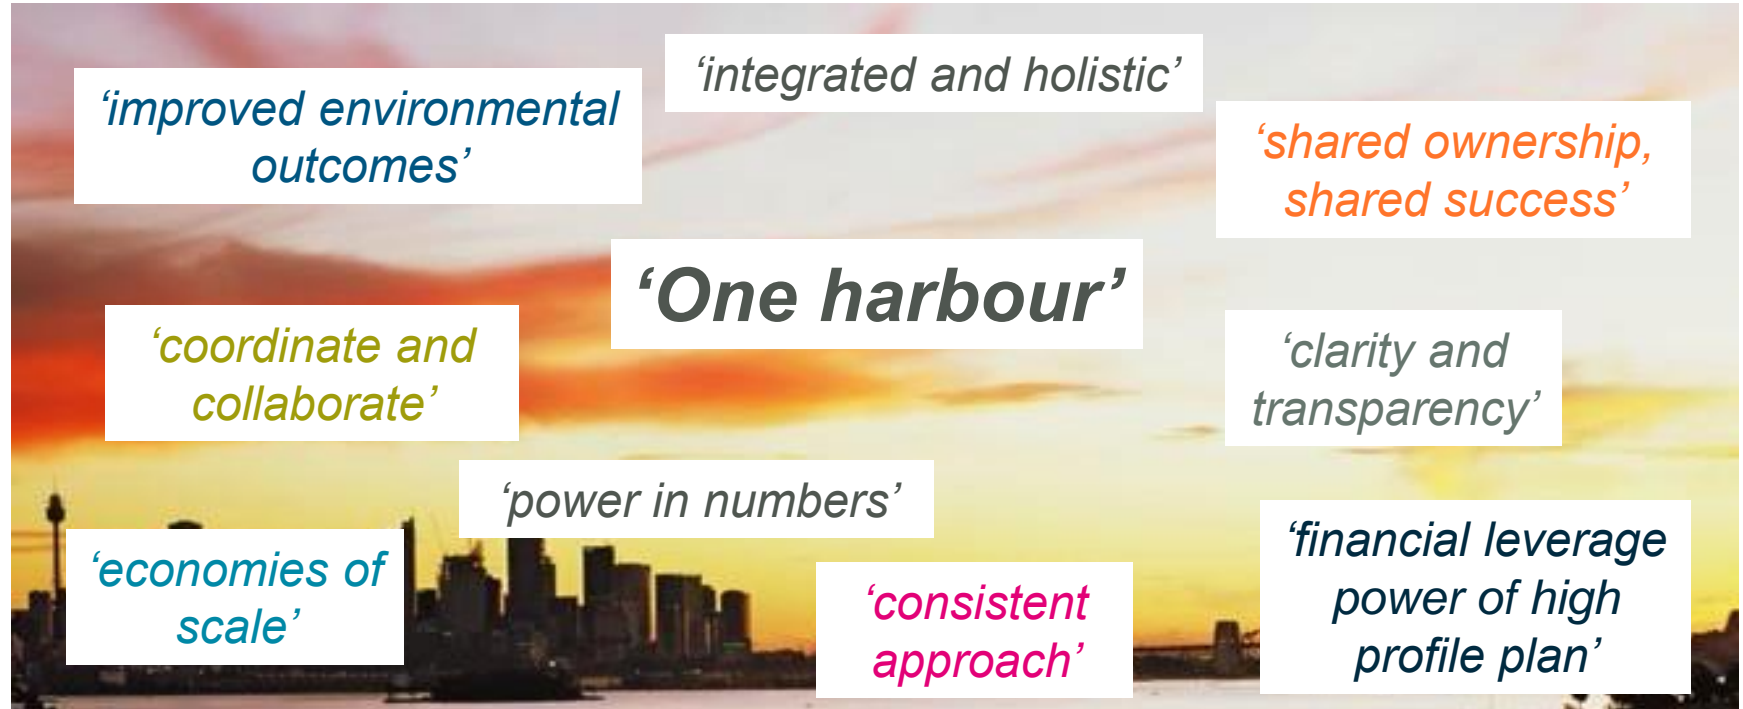 ‘integrated and holistic’
‘improved environmental
outcomes’
‘shared ownership,
shared success’
‘One harbour’
‘coordinate and
collaborate’
‘clarity and
transparency’
‘power in numbers’
‘economies of
scale’
‘consistent
approach’
‘financial leverage
power of high
profile plan’